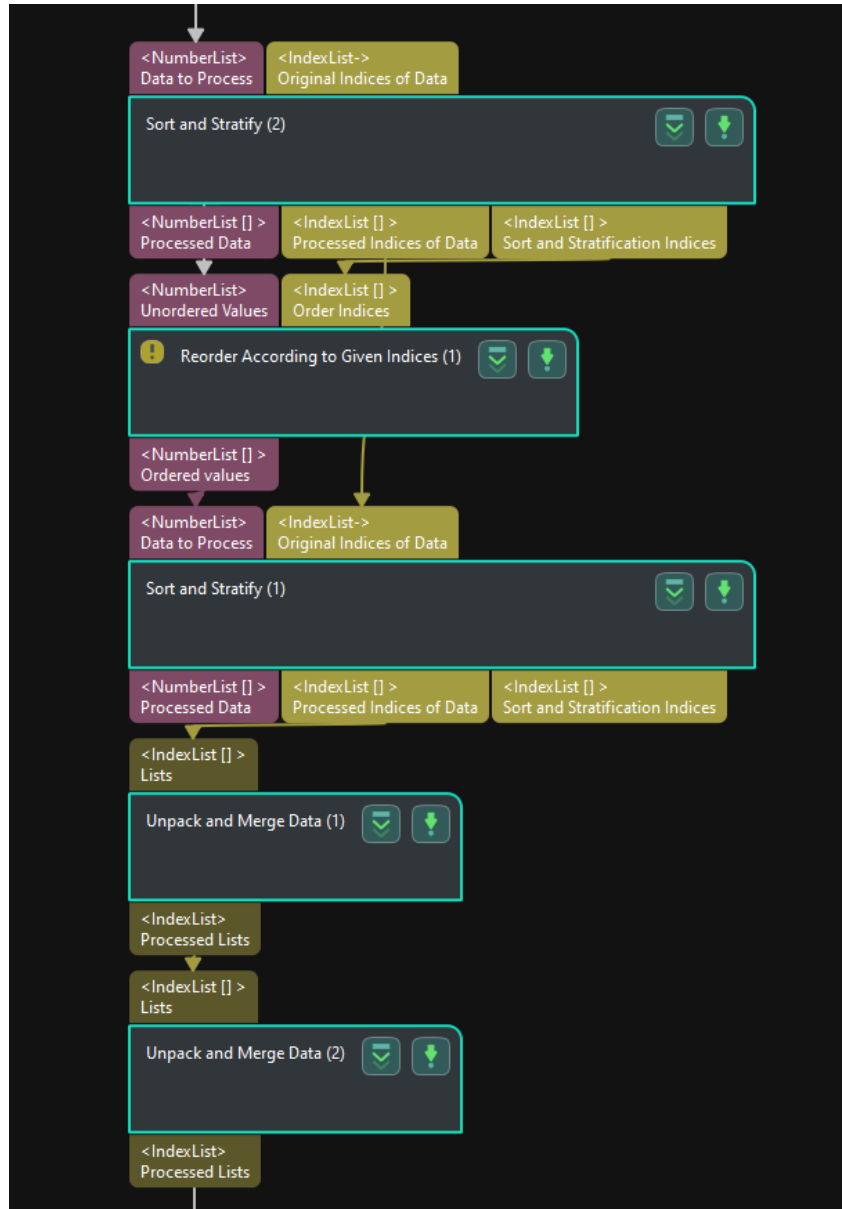 <NumberList>
Data to Process
<IndexList->
Original Indices of Data
Sort and Stratify (2)
<NumberList [] >
Processed Data
<IndexList [] >
Processed Indices of Data
<IndexList [] >
Sort and Stratification Indices
<NumberList>
Unordered Values
<IndexList [] >
Order Indices
Reorder According to Given Indices (1)
<NumberList [] >
Ordered values
<NumberList>
Data to Process
<IndexList->
Original Indices of Data
Sort and Stratify (1)
<NumberList [] >
Processed Data
<IndexList [] >
Processed Indices of Data
<IndexList [] >
Sort and Stratification Indices
<IndexList [] >
Lists
Unpack and Merge Data (1)
<IndexList>
Processed Lists
<IndexList [] >
Lists
Unpack and Merge Data (2)
<IndexList>
Processed Lists